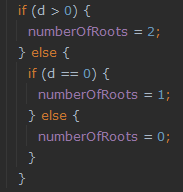 if (d > 0) {
numberOfRoots = 2;
} else {
if (d == 0) {
numberOfRoots = 1;
} else {
numberOfRoots = 0;
}
}